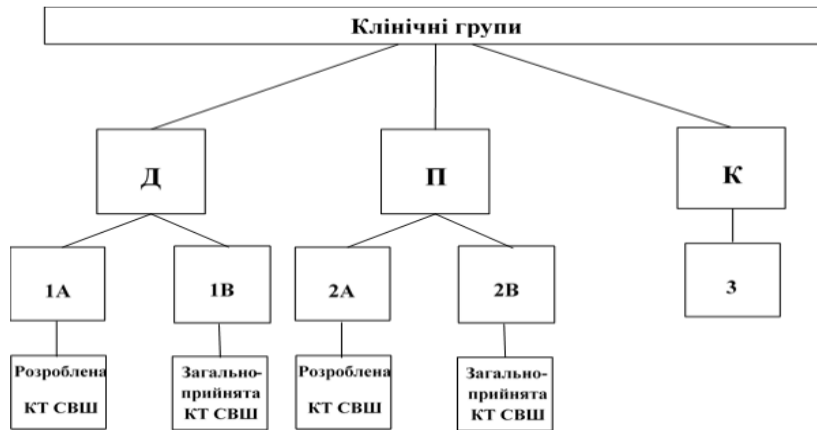 Клінічні групи
Д
П
К
1А
1В
2А
2В
3
Розроблена
КТ СВШ
Загально-
прийнята
КТ СВШ
Розроблена
КТ СВШ
Загально-
прийнята
КТ СВШ